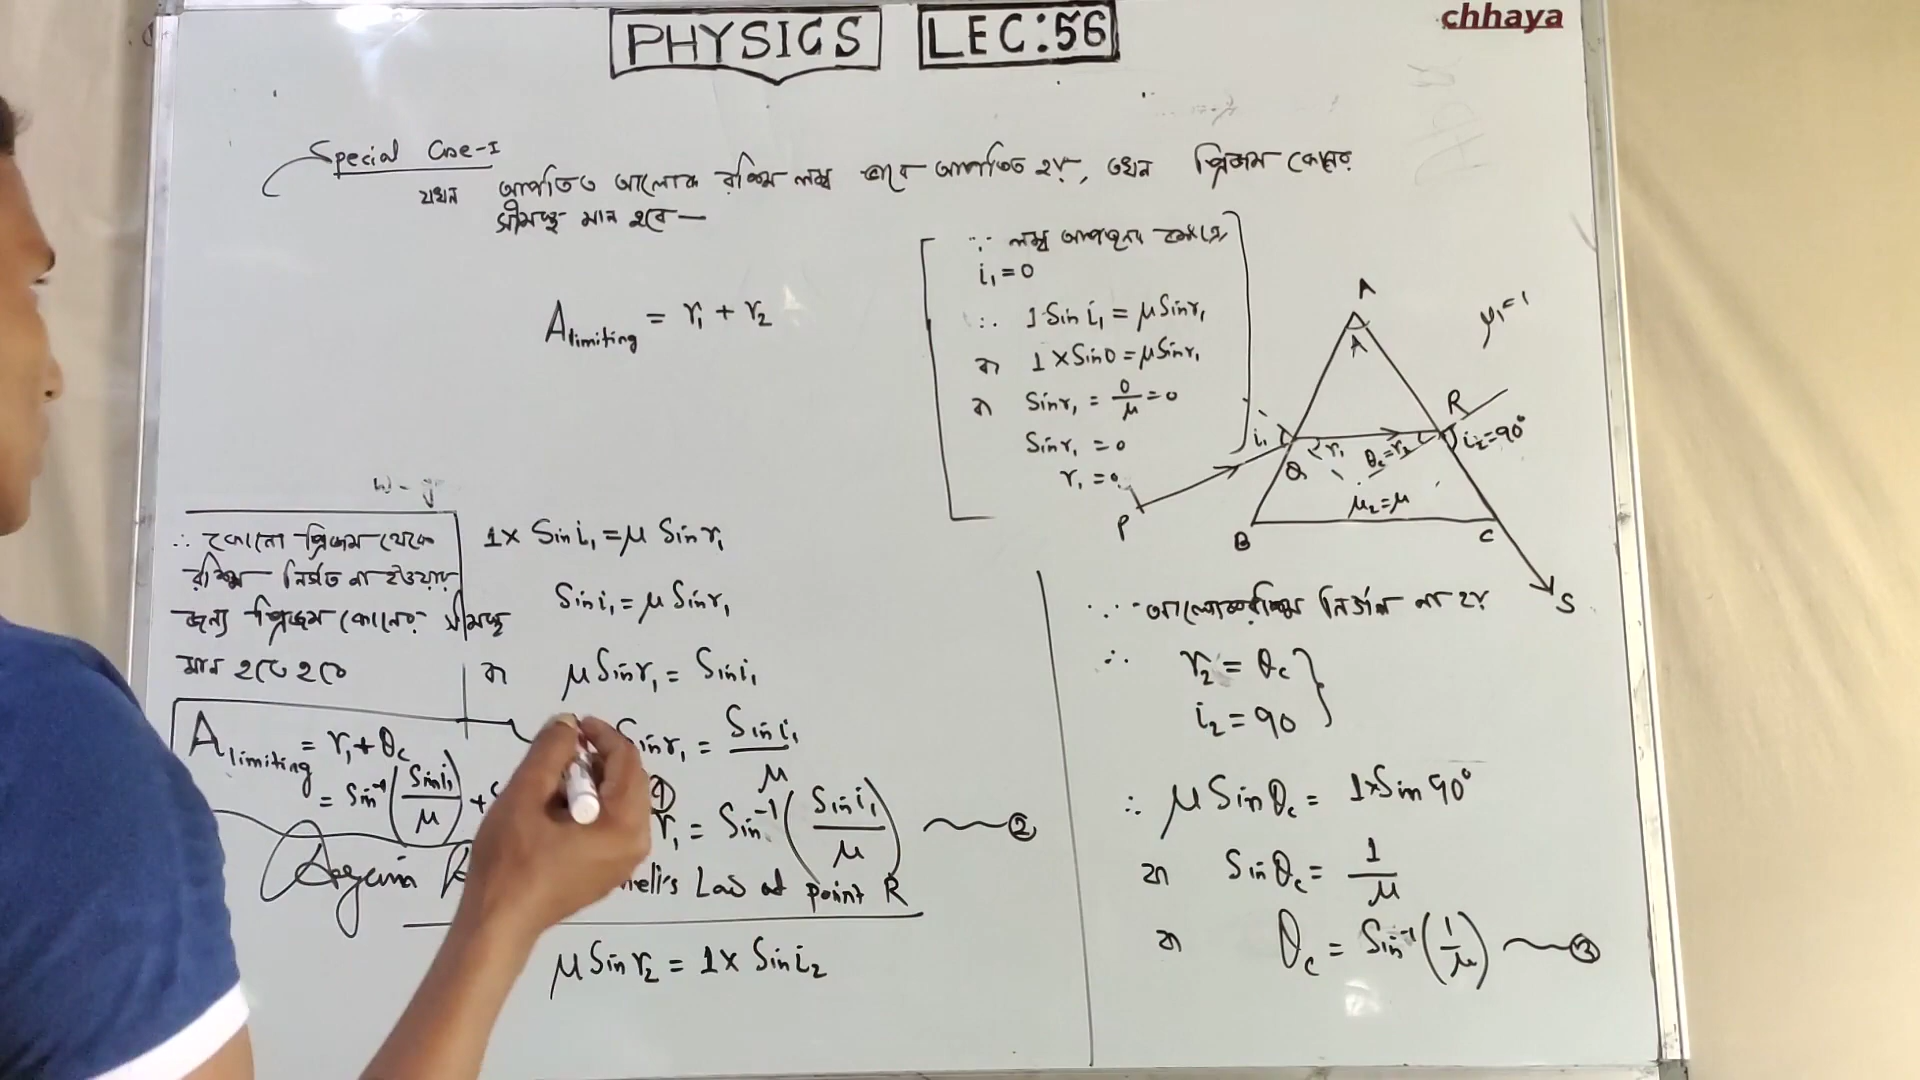 PHYSICS LEC:56
chhaya
Special Case-I
যখন আপতিত আলোক রশ্মি লম্ব ভাবে আপতিত হয়, তখন প্রিজম কোনের
সীমান্ত মান হবে—
A limiting = r₁ + r₂
∵ লম্ব
i₁ = 0
∴ 1 Sin i₁ = μ Sin r₁
বা 1 × Sin 0 = μ Sin r₁
বা Sin r₁ = 0/μ = 0
Sin r₁ = 0
r₁ = 0
A
A
μ₁ = 1
R
i₁
r₁
θc = r₂
i₂ = 90°
Q
μ₂ = μ
P
B
C
S
∴ কোনো প্রিজম থেকে
রশ্মি নির্গত না হওয়ার
জন্য প্রিজম কোনের সীমান্ত
মান হতে হবে
A limiting = r₁ + θc
= Sin⁻¹ (Sin i₁/μ) +
1 × Sin i₁ = μ Sin r₁
Sin i₁ = μ Sin r₁
বা μ Sin r₁ = Sin i₁
Sin r₁ = Sin i₁/μ
r₁ = Sin⁻¹ (Sin i₁/μ) ②
Again
nell's Law at point R
μ Sin r₂ = 1 × Sin i₂
∵ আলোকরশ্মি নির্গমন না হয়
∴ r₂ = θc
i₂ = 90
∴ μ Sin θc = 1 × Sin 90°
বা Sin θc = 1/μ
বা θc = Sin⁻¹ (1/μ) ③